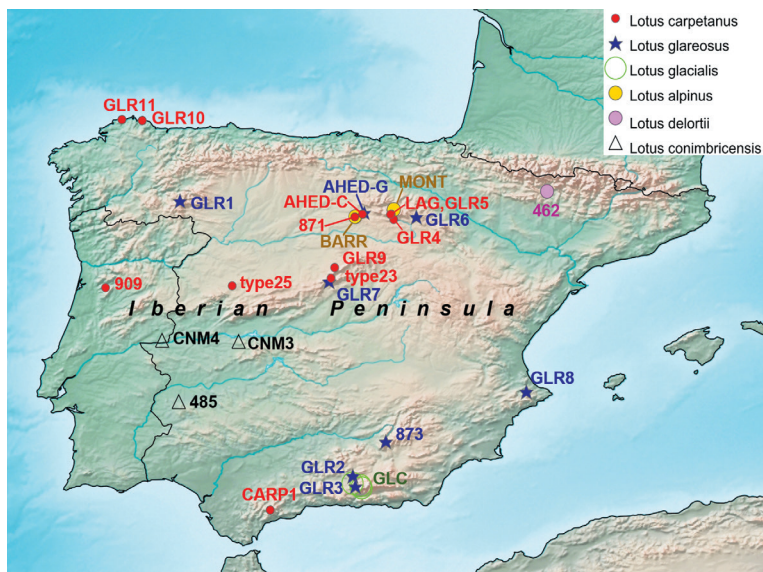 Lotus carpetanus
Lotus glareosus
Lotus glacialis
Lotus alpinus
Lotus delortii
Lotus conimbricensis
GLR11
GLR10
GLR1
AHED-G
MONT
AHED-C
LAG,GLR5
871
GLR6
GLR4
BARR
462
GLR9
type23
909
type25
GLR7
Iberian Peninsula
CNM4
CNM3
GLR8
485
873
GLR2
GLC
GLR3
CARP1